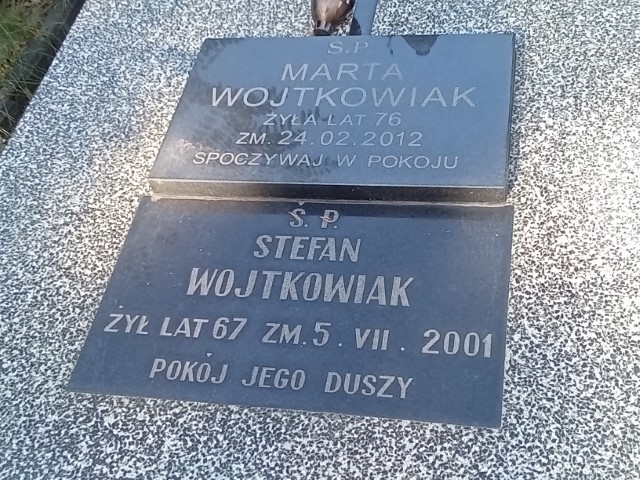 Ś.P
MARTA
WOJTKOWIAK
ŻYŁA LAT 76
ZM. 24.02.2012
SPOCZYWAJ W POKOJU
Ś. P.
STEFAN
WOJTKOWIAK
ŻYŁ LAT 67 ZM. 5. VII. 2001
POKÓJ JEGO DUSZY